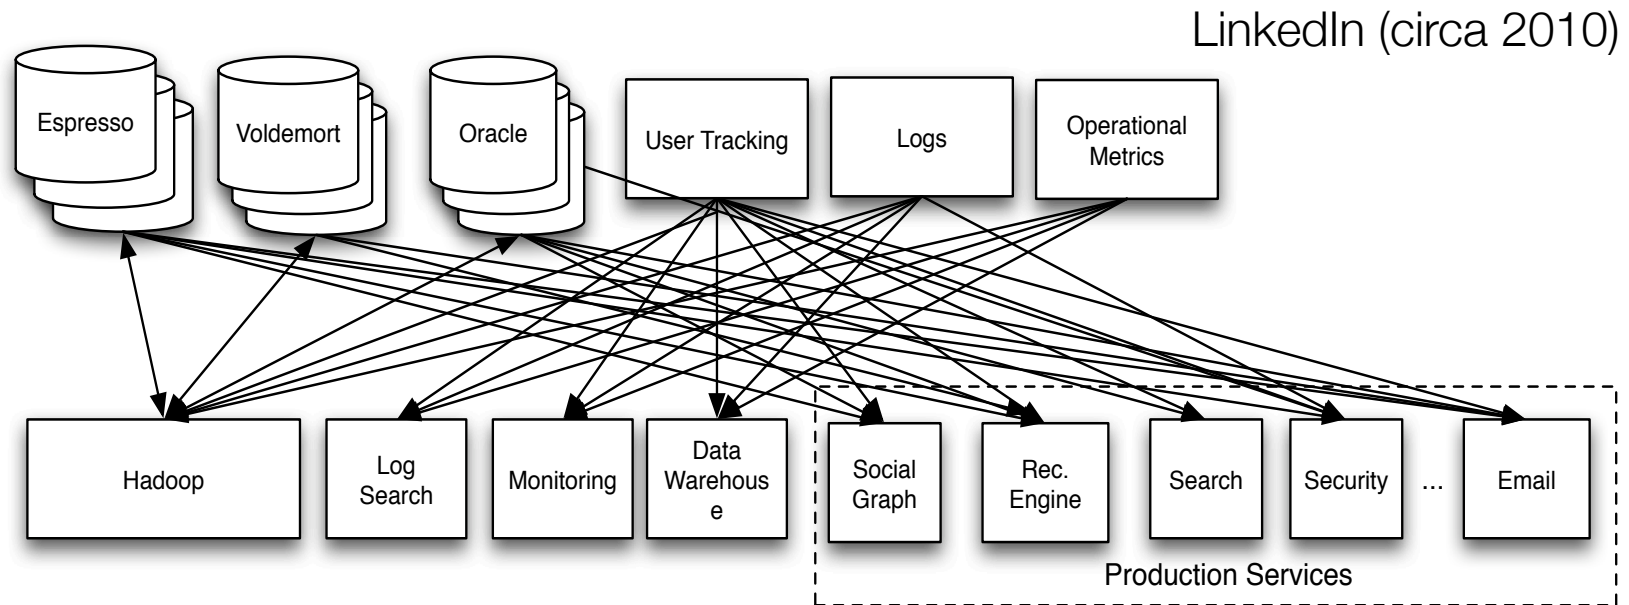 LinkedIn (circa 2010)
Espresso
Voldemort
Oracle
User Tracking
Logs
Operational
Metrics
Hadoop
Log
Search
Monitoring
Data
Warehous
e
Social
Graph
Rec.
Engine
Search
Security
...
Email
Production Services